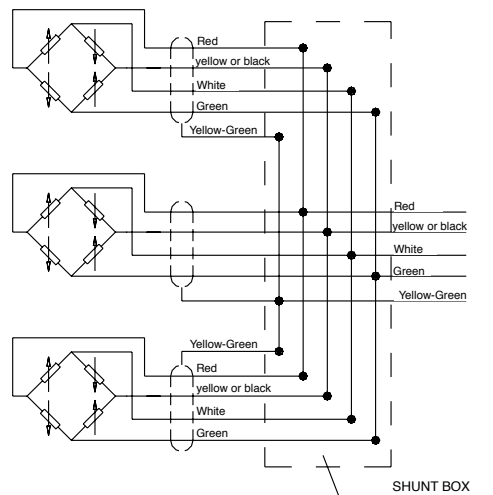 Red
yellow or black
White
Green
Yellow-Green
Red
yellow or black
White
Green
Yellow-Green
Yellow-Green
Red
yellow or black
White
Green
SHUNT BOX